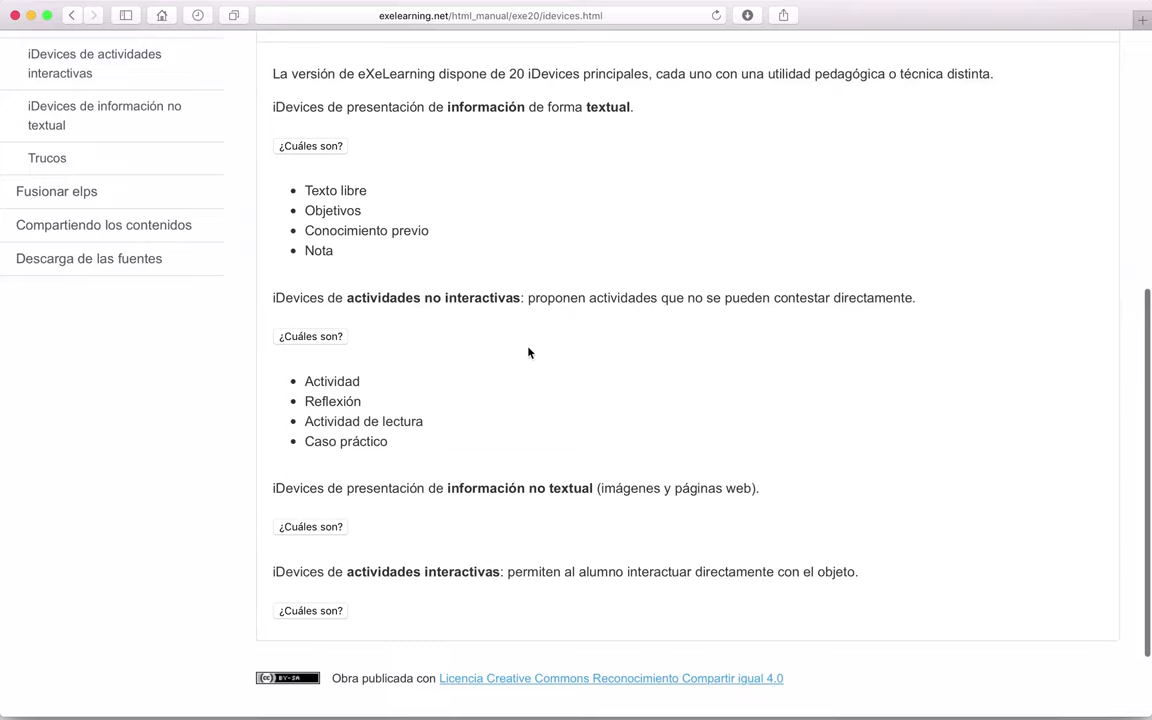 exelearning.net/html_manual/exe20/idevices.html
iDevices de actividades
interactivas
iDevices de información no
textual
Trucos
Fusionar elps
Compartiendo los contenidos
Descarga de las fuentes
La versión de eXeLearning dispone de 20 iDevices principales, cada uno con una utilidad pedagógica o técnica distinta.
iDevices de presentación de información de forma textual.
¿Cuáles son?
Texto libre
Objetivos
Conocimiento previo
Nota
iDevices de actividades no interactivas: proponen actividades que no se pueden contestar directamente.
¿Cuáles son?
Actividad
Reflexión
Actividad de lectura
Caso práctico
iDevices de presentación de información no textual (imágenes y páginas web).
¿Cuáles son?
iDevices de actividades interactivas: permiten al alumno interactuar directamente con el objeto.
¿Cuáles son?
(cc) BY-SA Obra publicada con Licencia Creative Commons Reconocimiento Compartir igual 4.0